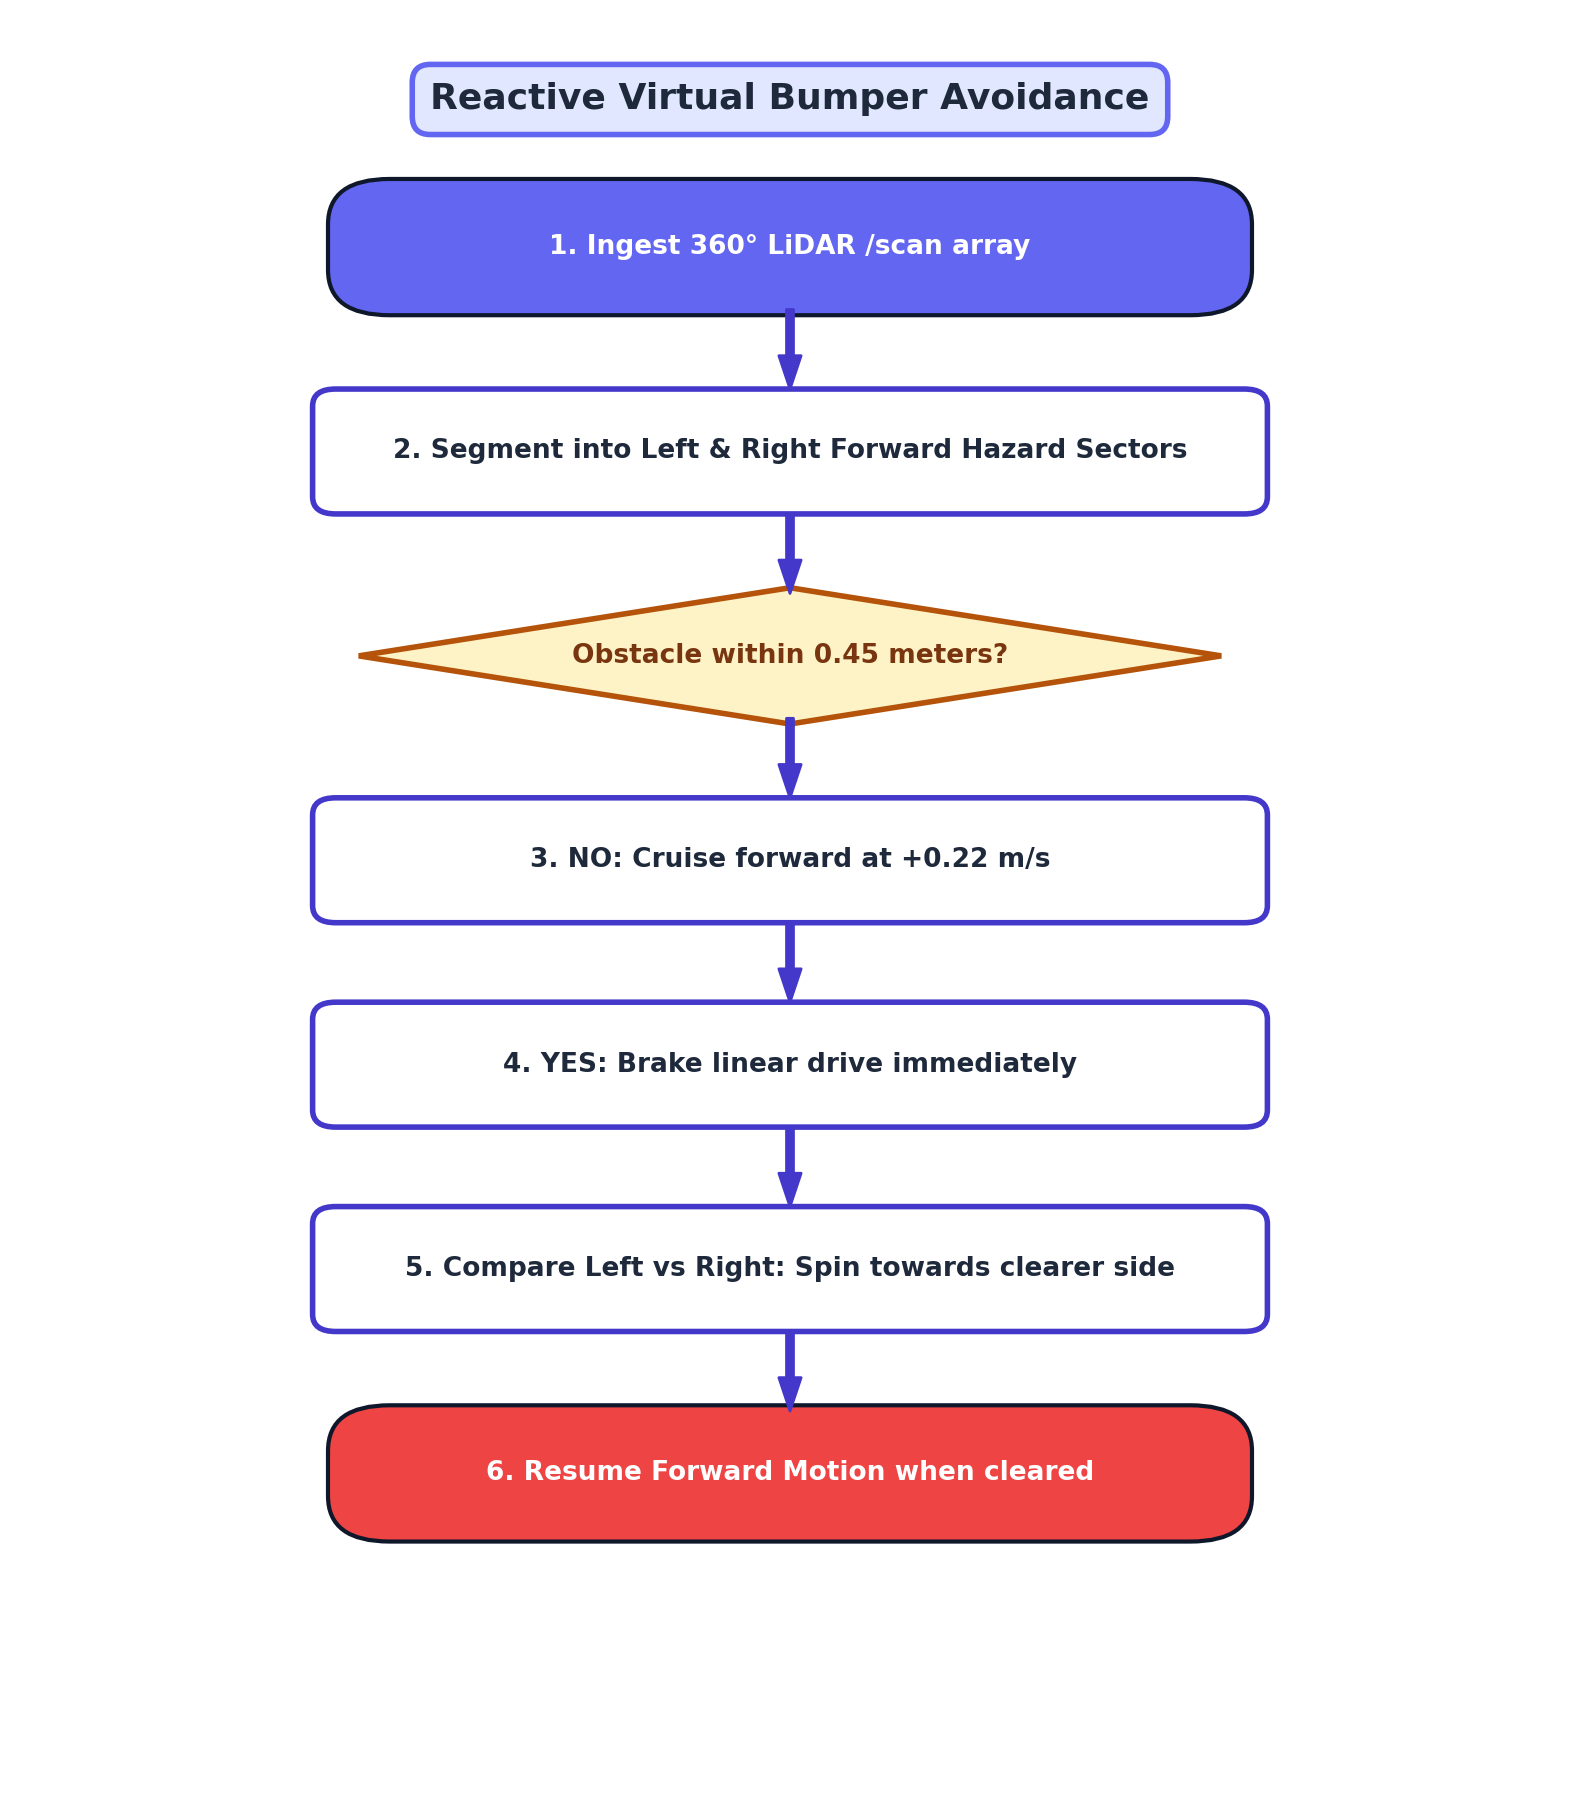 Reactive Virtual Bumper Avoidance
1. Ingest 360° LiDAR /scan array
2. Segment into Left & Right Forward Hazard Sectors
Obstacle within 0.45 meters?
3. NO: Cruise forward at +0.22 m/s
4. YES: Brake linear drive immediately
5. Compare Left vs Right: Spin towards clearer side
6. Resume Forward Motion when cleared